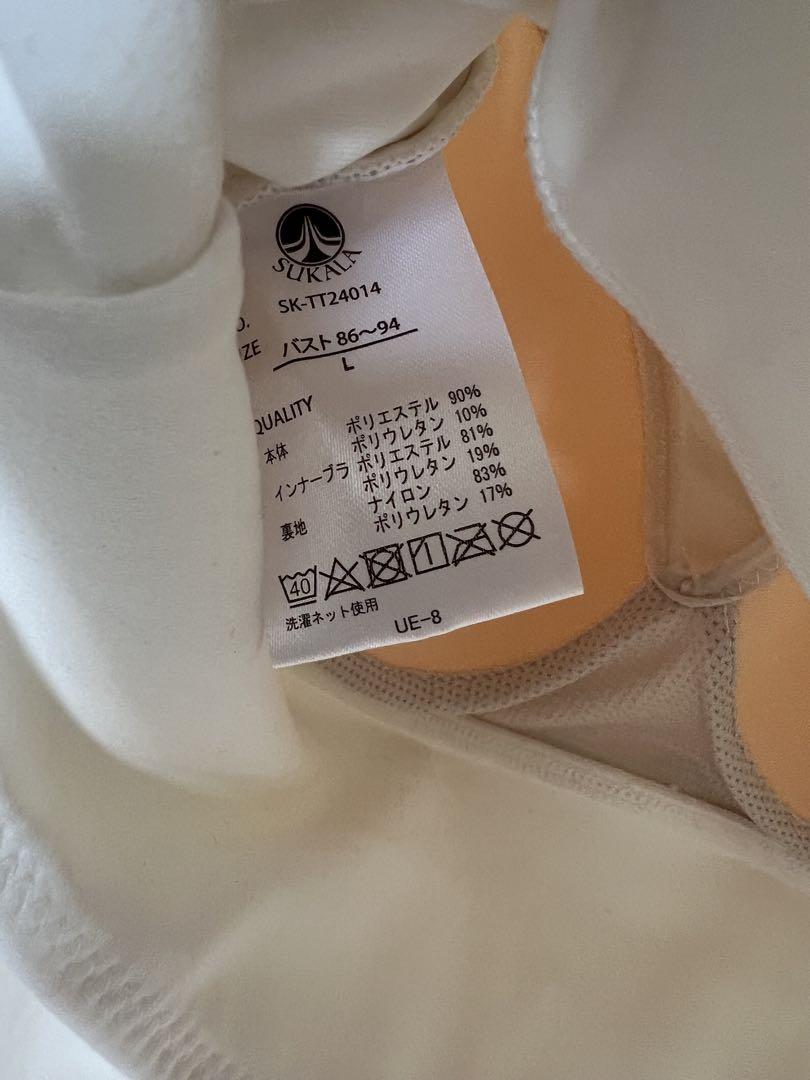 SUKALA
O. SK-TT24014
ZE バスト 86～94
L
QUALITY
本体 ポリエステル 90%
ポリウレタン 10%
インナーブラ ポリエステル 81%
ポリウレタン 19%
裏地 ナイロン 83%
ポリウレタン 17%
40
洗濯ネット使用
UE-8